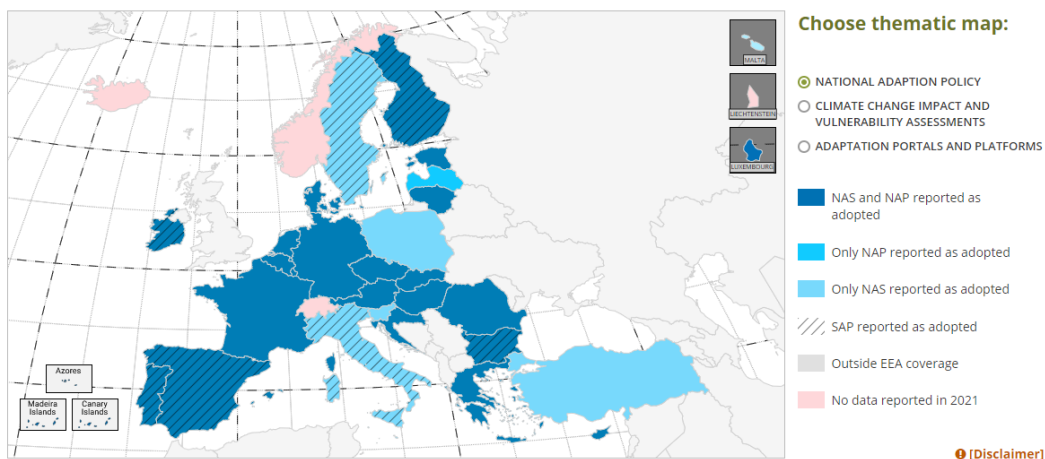 Choose thematic map:
NATIONAL ADAPTION POLICY
CLIMATE CHANGE IMPACT AND
VULNERABILITY ASSESSMENTS
ADAPTATION PORTALS AND PLATFORMS
NAS and NAP reported as
adopted
Only NAP reported as adopted
Only NAS reported as adopted
SAP reported as adopted
Outside EEA coverage
No data reported in 2021
[Disclaimer]
MALTA
LIECHTENSTEIN
LUXEMBOURG
Azores
Madeira
Islands
Canary
Islands